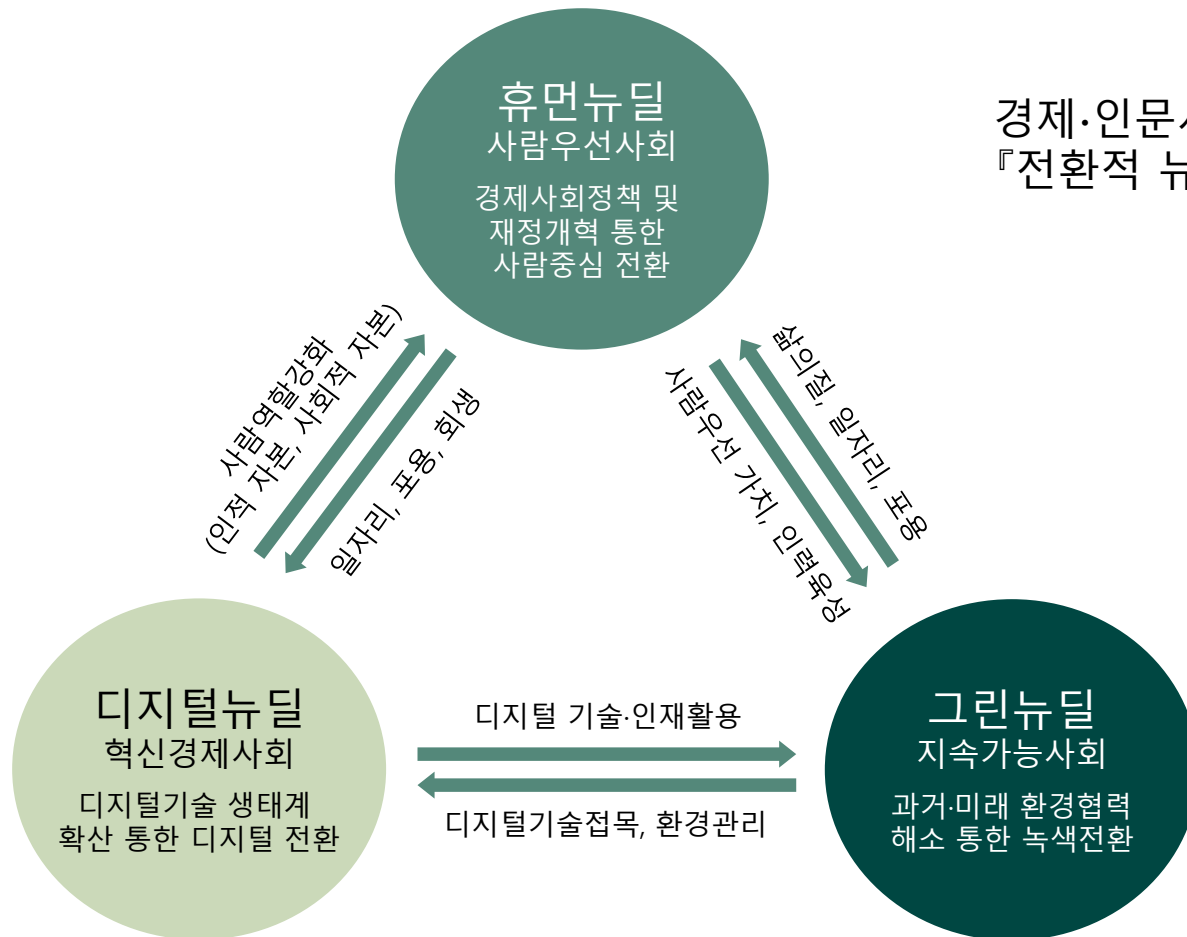 휴먼뉴딜
사람우선사회
경제사회정책 및
재정개혁 통한
사람중심 전환
경제·인문
『전환적
사람역할강화
(인적 자본, 사회적 자본)
일자리, 포용, 회생
삶의질, 일자리, 포용
사람우선 가치, 인력육성
디지털뉴딜
혁신경제사회
디지털기술 생태계
확산 통한 디지털 전환
디지털 기술·인재활용
디지털기술접목, 환경관리
그린뉴딜
지속가능사회
과거·미래 환경협력
해소 통한 녹색전환